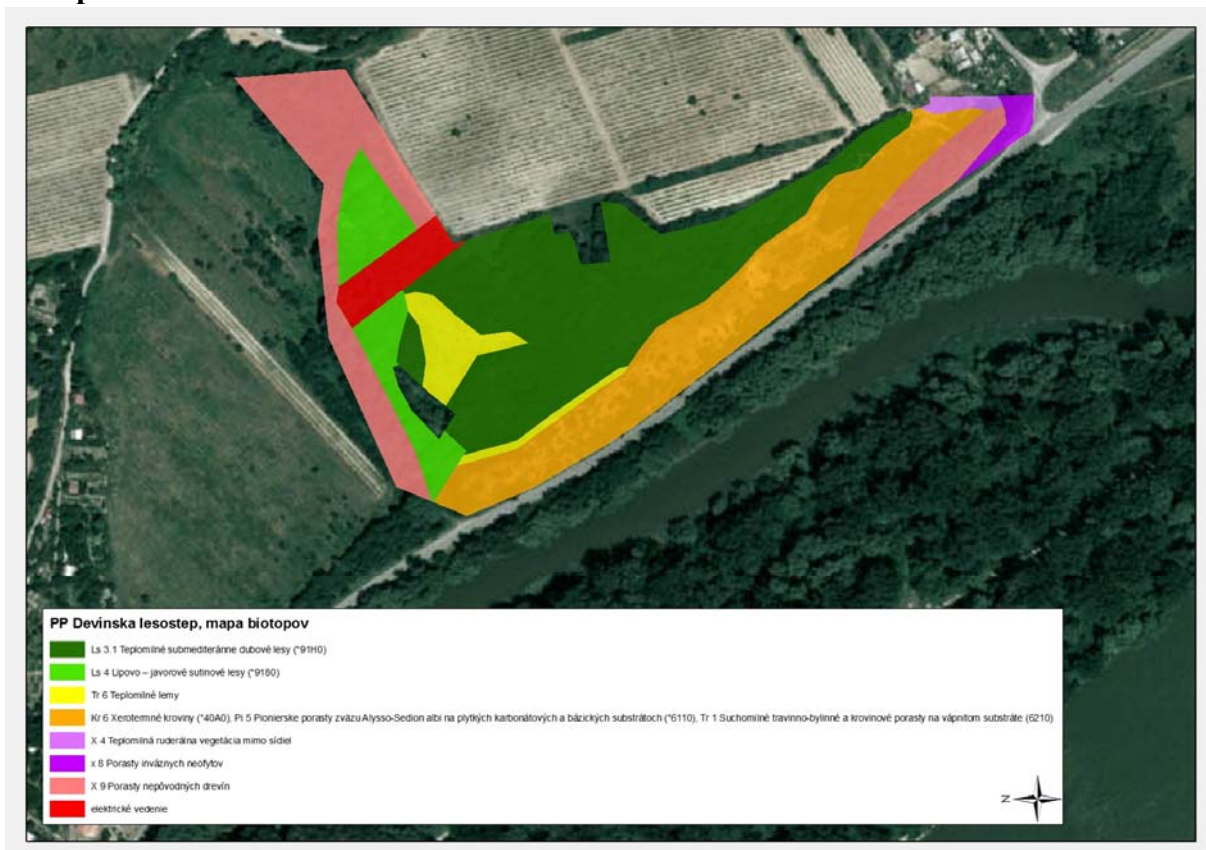 PP Devinska lesostep, mapa biotopov
Ls 3.1 Teplomilné submediteránne dubové lesy (*91H0)
Ls 4 Lipovo – javorové sutinové lesy (*9180)
Tr 6 Teplomilné lemy
Kr 6 Xerotermné kroviny (*40A0), Pi 5 Pionierske porasty zväzu Alysso-Sedion albi na plytkých karbonátových a bázických substrátoch (*6110), Tr 1 Suchomilné travinno-bylinné a krovinové porasty na vápnitom substráte (6210)
X 4 Teplomilná ruderálna vegetácia mimo sídiel
x 8 Porasty inváznych neofytov
X 9 Porasty nepôvodných drevín
elektrické vedenie
N